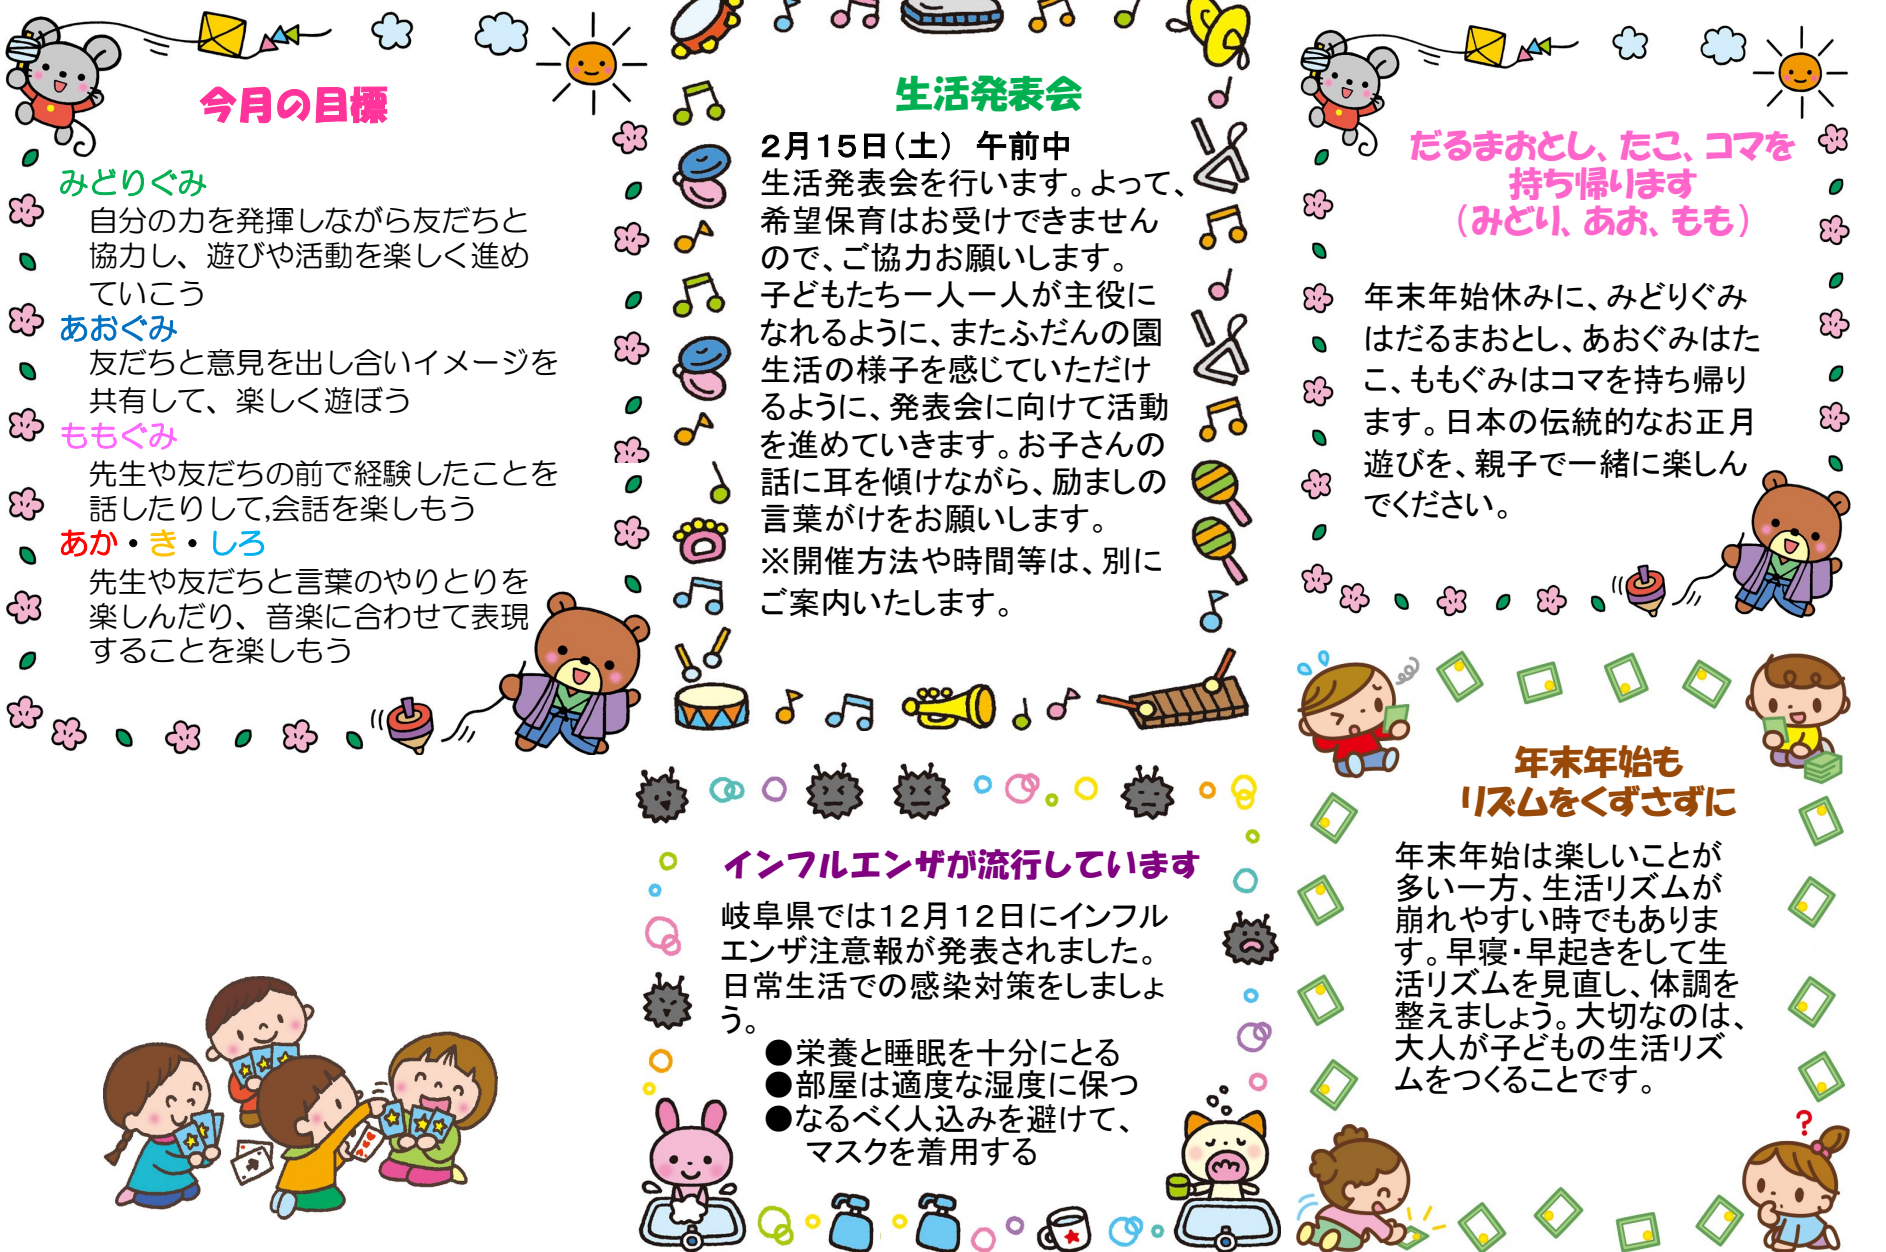 今月の目標
みどりぐみ
自分の力を発揮しながら友だちと
協力し、遊びや活動を楽しく進め
ていこう
あおぐみ
友だちと意見を出し合いイメージを
共有して、楽しく遊ぼう
ももぐみ
先生や友だちの前で経験したことを
話したりして,会話を楽しもう
あか・き・しろ
先生や友だちと言葉のやりとりを
楽しんだり、音楽に合わせて表現
することを楽しもう
生活発表会
2月15日(土) 午前中
生活発表会を行います。よって、
希望保育はお受けできません
ので、ご協力お願いします。
子どもたち一人一人が主役に
なれるように、またふだんの園
生活の様子を感じていただけ
るように、発表会に向けて活動
を進めていきます。お子さんの
話に耳を傾けながら、励ましの
言葉がけをお願いします。
※開催方法や時間等は、別に
ご案内いたします。
インフルエンザが流行しています
岐阜県では12月12日にインフル
エンザ注意報が発表されました。
日常生活での感染対策をしましょ
う。
●栄養と睡眠を十分にとる
●部屋は適度な湿度に保つ
●なるべく人込みを避けて、
マスクを着用する
だるまおとし、たこ、コマを
持ち帰ります
(みどり、あお、もも)
年末年始休みに、みどりぐみ
はだるまおとし、あおぐみはた
こ、ももぐみはコマを持ち帰り
ます。日本の伝統的なお正月
遊びを、親子で一緒に楽しん
でください。
年末年始も
リズムをくずさずに
年末年始は楽しいことが
多い一方、生活リズムが
崩れやすい時でもありま
す。早寝・早起きをして生
活リズムを見直し、体調を
整えましょう。大切なのは、
大人が子どもの生活リズ
ムをつくることです。
?